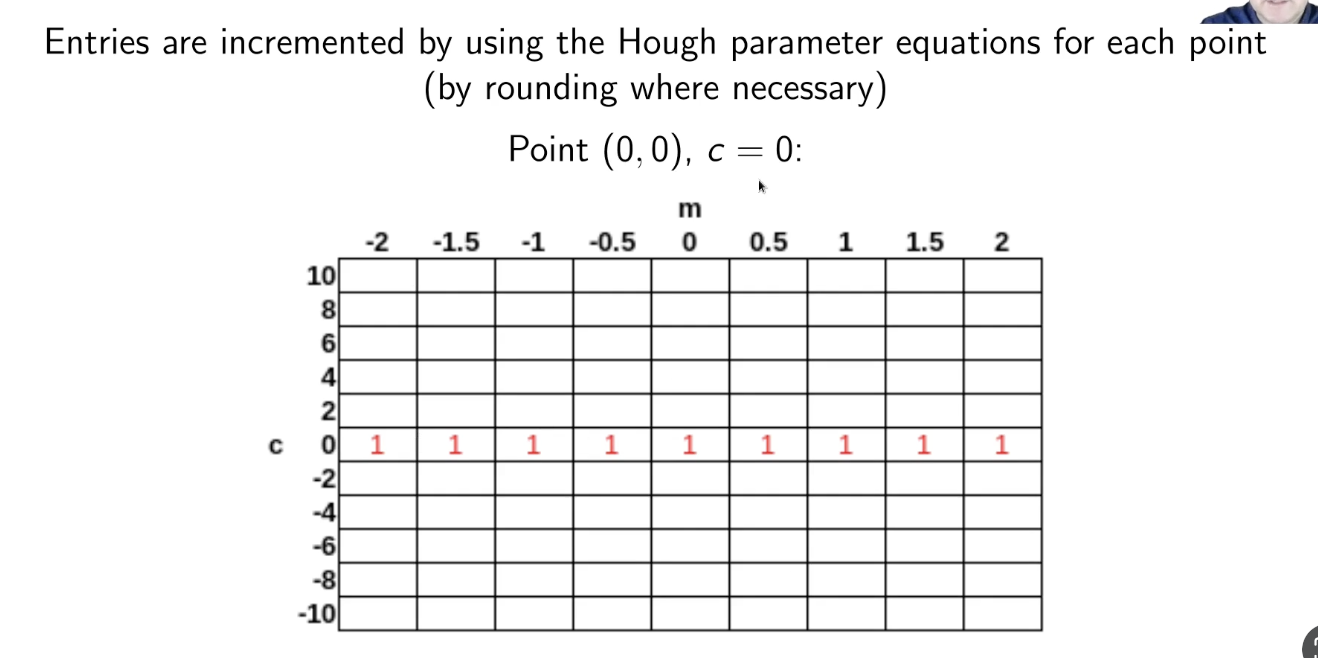 Entries are incremented by using the Hough parameter equations for each point
(by rounding where necessary)
Point (0, 0), c = 0:
m
-2 -1.5 -1 -0.5 0 0.5 1 1.5 2
10
8
6
4
2
c 0 1 1 1 1 1 1 1 1 1
-2
-4
-6
-8
-10